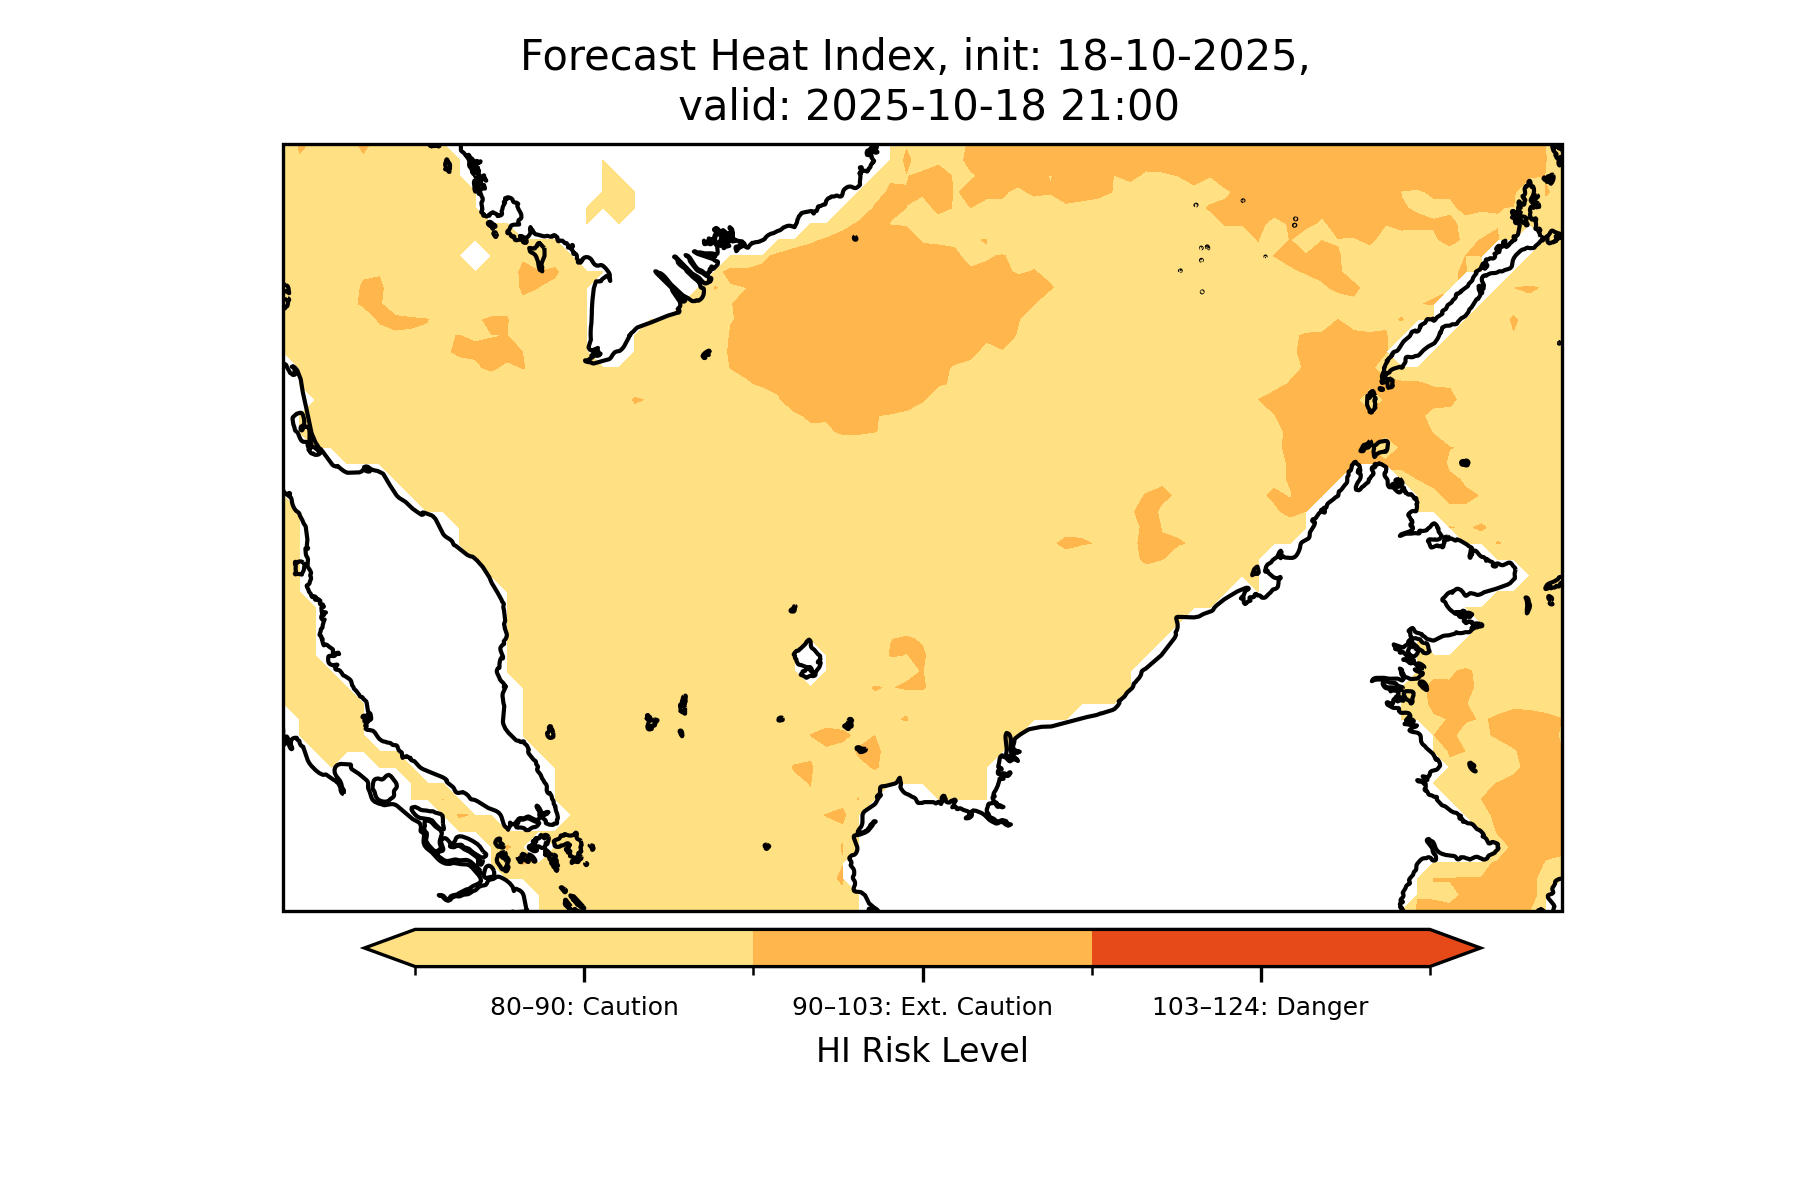 Forecast Heat Index, init: 18-10-2025,
valid: 2025-10-18 21:00
80–90: Caution
90–103: Ext. Caution
103–124: Danger
HI Risk Level